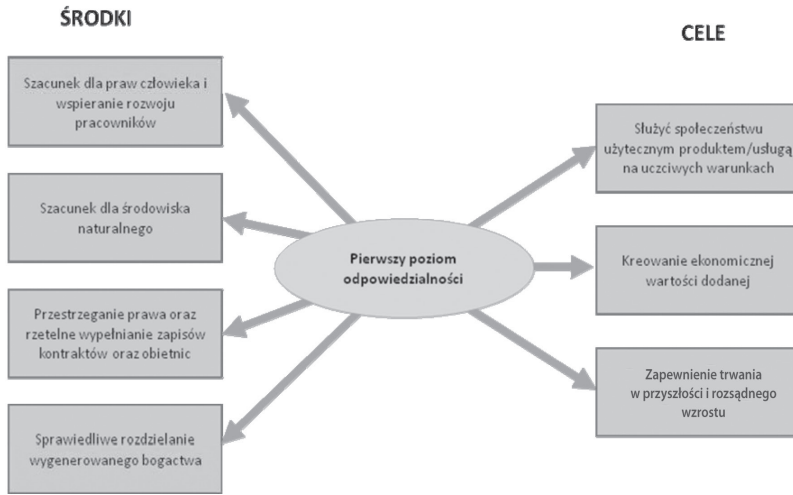 ŚRODKI
Szacunek dla praw człowieka i
wspieranie rozwoju
pracowników
Szacunek dla środowiska
naturalnego
Przestrzeganie prawa oraz
rzetelne wypełnianie zapisów
kontraktów oraz obietnic
Sprawiedliwe rozdzielanie
wygenerowanego bogactwa
Pierwszy poziom
odpowiedzialności
CELE
Służyć społeczeństwu
użytecznym produktem/usługą
na uczciwych warunkach
Kreowanie ekonomicznej
wartości dodanej
Zapewnienie trwania
w przyszłości i rozsądnego
wzrostu